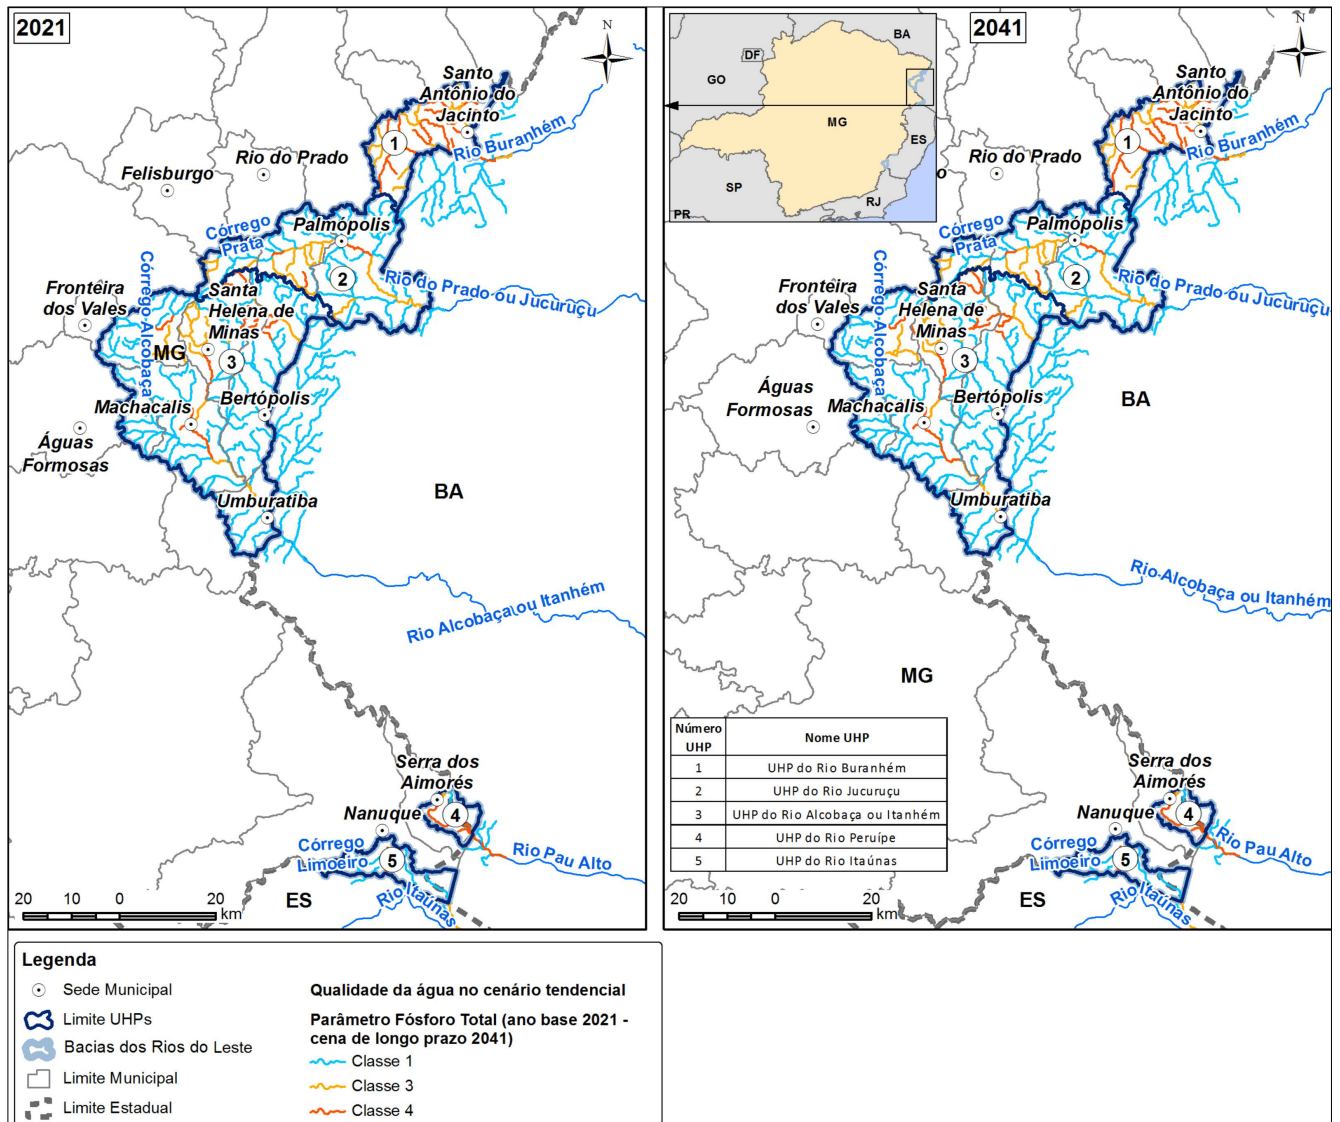 2021
N
Santo
Antônio do
Jacinto
1
Rio Buranhém
Rio do Prado
Felisburgo
Palmópolis
Córrego
Prata
2
Rio do Prado ou Jucuruçu
Córrego Alcobaça
Fronteira
dos Vales
Santa
Helena de
Minas
MG
3
Machacalis
Bertópolis
Águas
Formosas
BA
Umburatiba
Rio Alcobaça ou Itanhém
Serra dos
Aimorés
4
Nanuque
Córrego
Limoeiro
5
Rio Pau Alto
Rio Itaúnas
ES
20 10 0 20
km
2041
N
BA
DF
GO
MG
ES
SP
RJ
PR
Santo
Antônio do
Jacinto
1
Rio Buranhém
Rio do Prado
o
Palmópolis
Córrego
Prata
2
Rio do Prado ou Jucuruçu
Córrego Alcobaça
Fronteira
dos Vales
Santa
Helena de
Minas
3
Águas
Formosas
Machacalis
Bertópolis
BA
Umburatiba
Rio Alcobaça ou Itanhém
MG
Número UHP Nome UHP
1 UHP do Rio Buranhém
2 UHP do Rio Jucuruçu
3 UHP do Rio Alcobaça ou Itanhém
4 UHP do Rio Peruípe
5 UHP do Rio Itaúnas
Serra dos
Aimorés
4
Nanuque
Córrego
Limoeiro
5
Rio Pau Alto
Rio Itaúnas
ES
20 10 0 20
km
Legenda
Sede Municipal
Limite UHPs
Bacias dos Rios do Leste
Limite Municipal
Limite Estadual
Qualidade da água no cenário tendencial
Parâmetro Fósforo Total (ano base 2021 -
cena de longo prazo 2041)
Classe 1
Classe 3
Classe 4